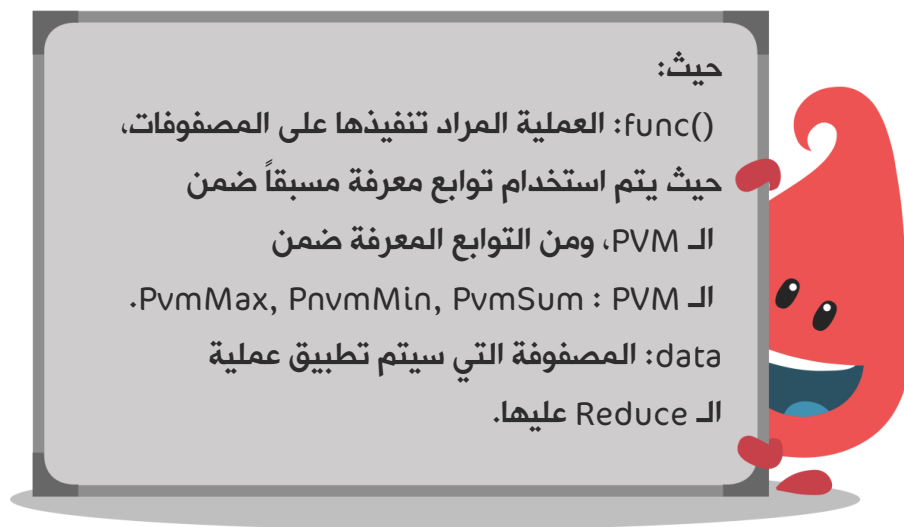 حيث:
func(): العملية المراد تنفيذها على المصفوفات،
حيث يتم استخدام توابع معرفة مسبقاً ضمن
الـ PVM، ومن التوابع المعرفة ضمن
الـ PVM : PvmMax, PnvmMin, PvmSum.
data: المصفوفة التي سيتم تطبيق عملية
الـ Reduce عليها.